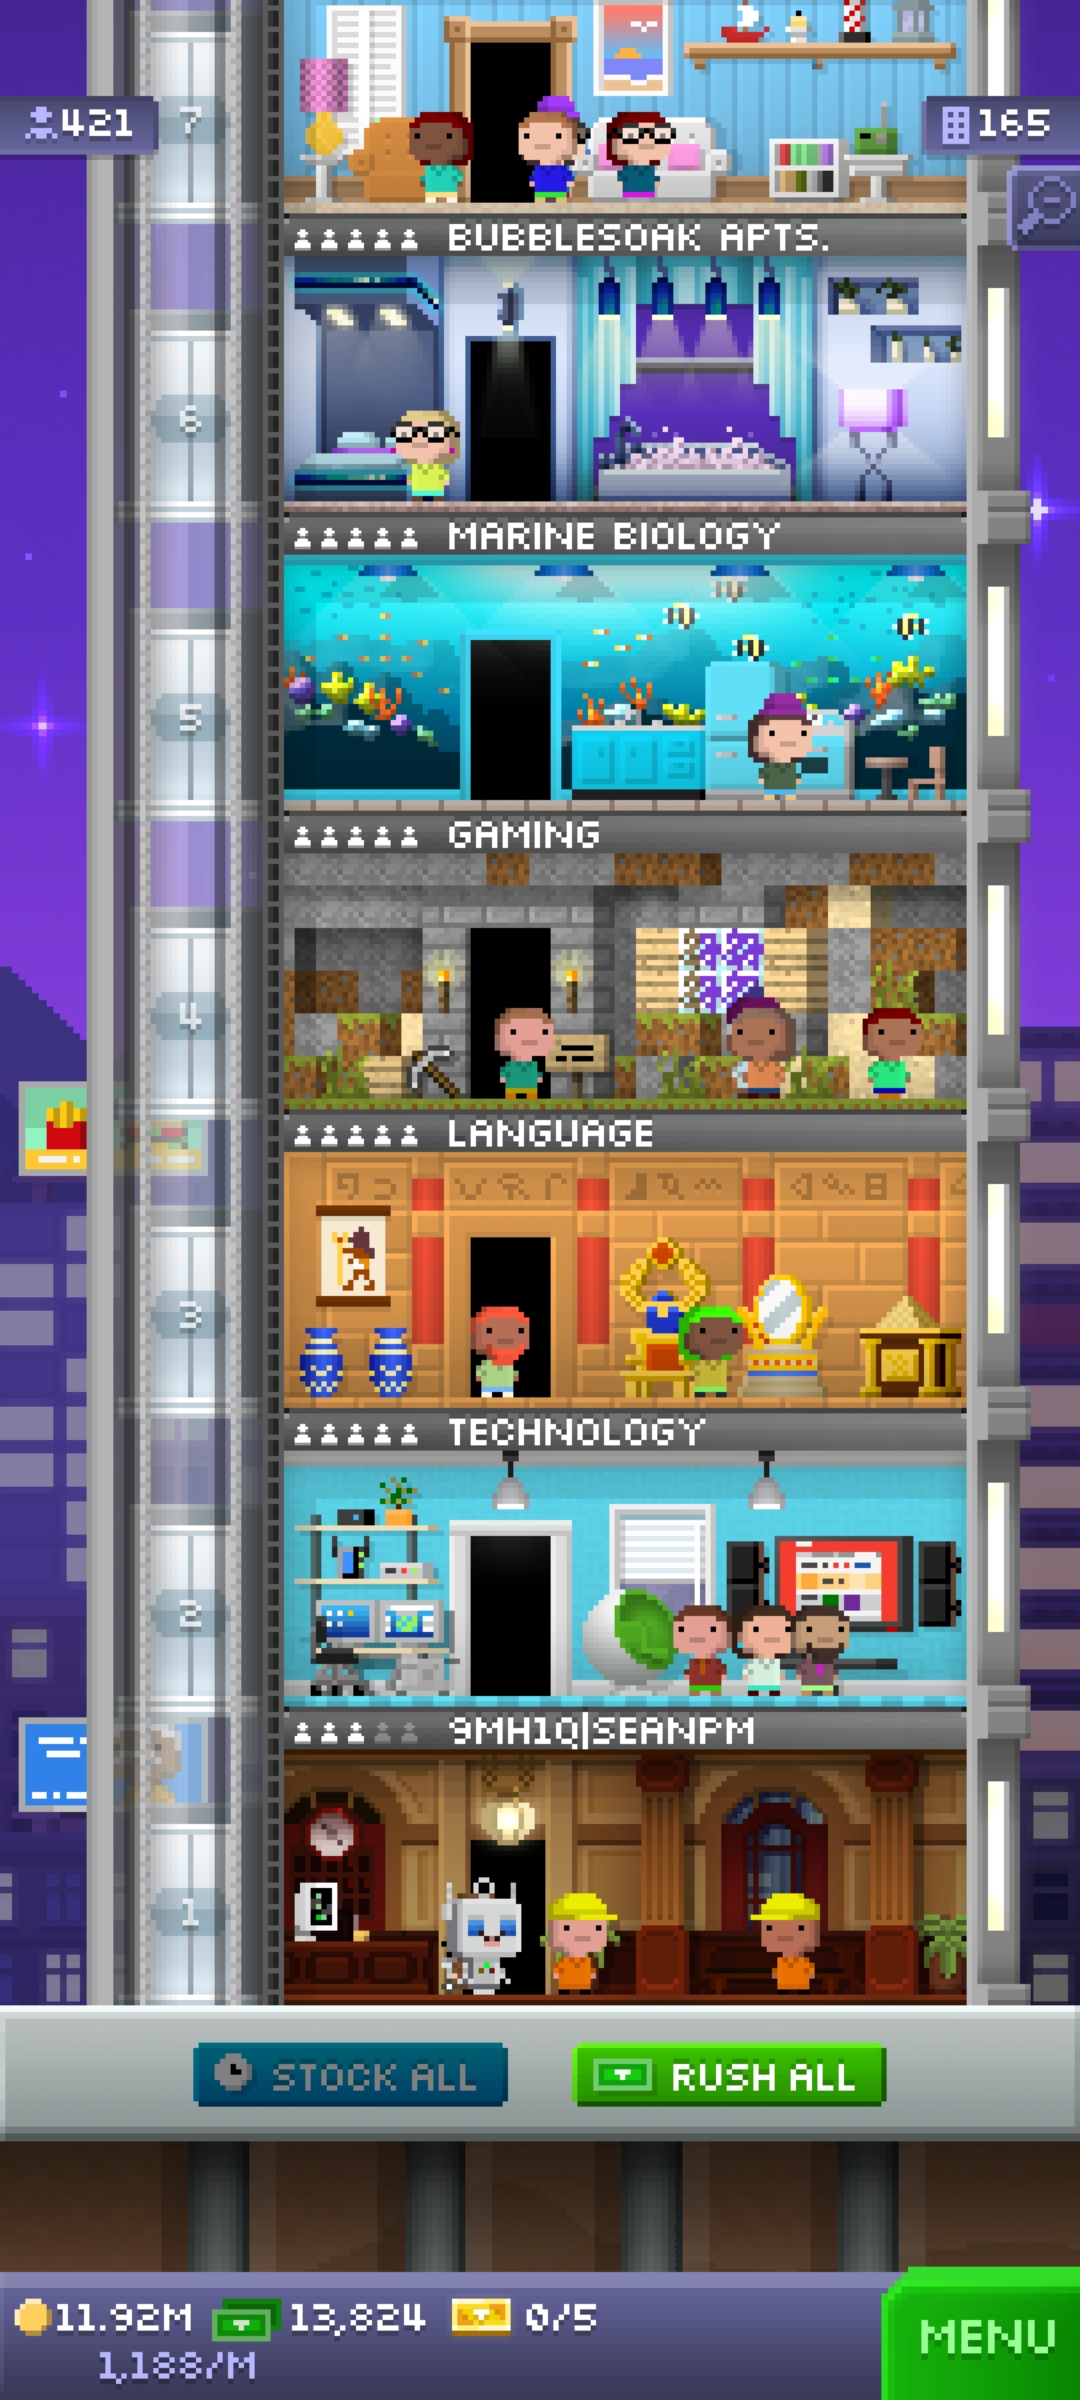 421
7
165
BUBBLESOAK APTS.
6
MARINE BIOLOGY
5
GAMING
4
LANGUAGE
3
TECHNOLOGY
2
9MH1Q|SEANPM
1
STOCK ALL
RUSH ALL
11.92M 13,824 0/5
1,188/M
MENU